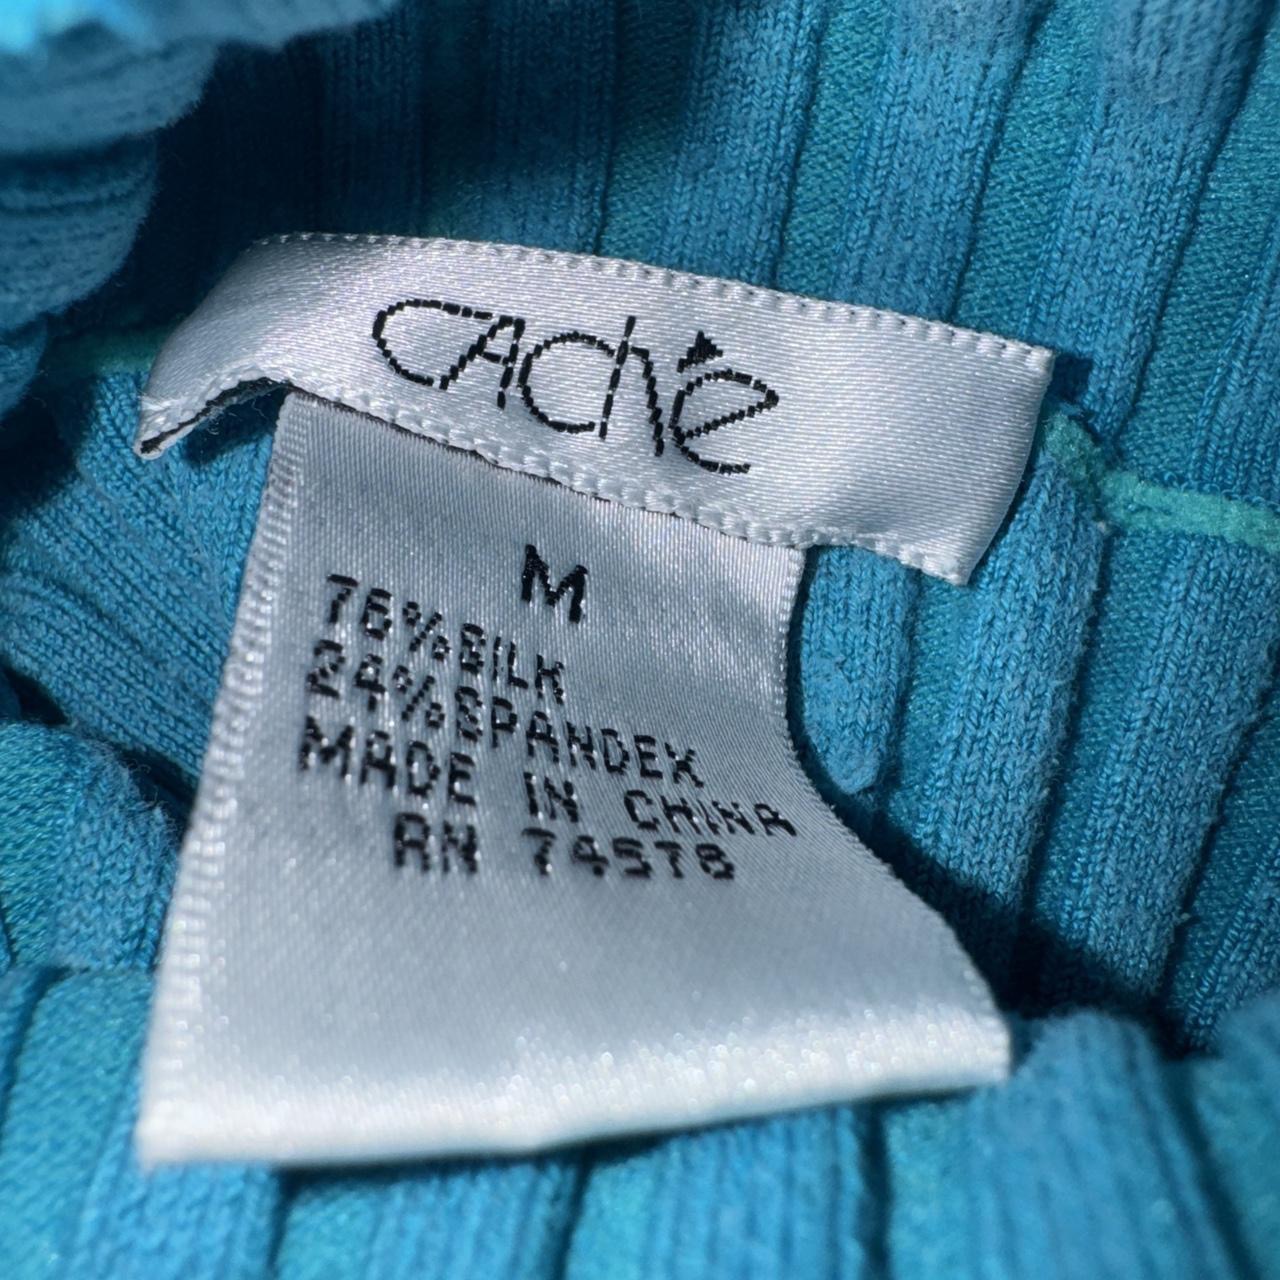 CAChé
M
76%SILK
24%SPANDEX
MADE IN CHINA
RN 74578